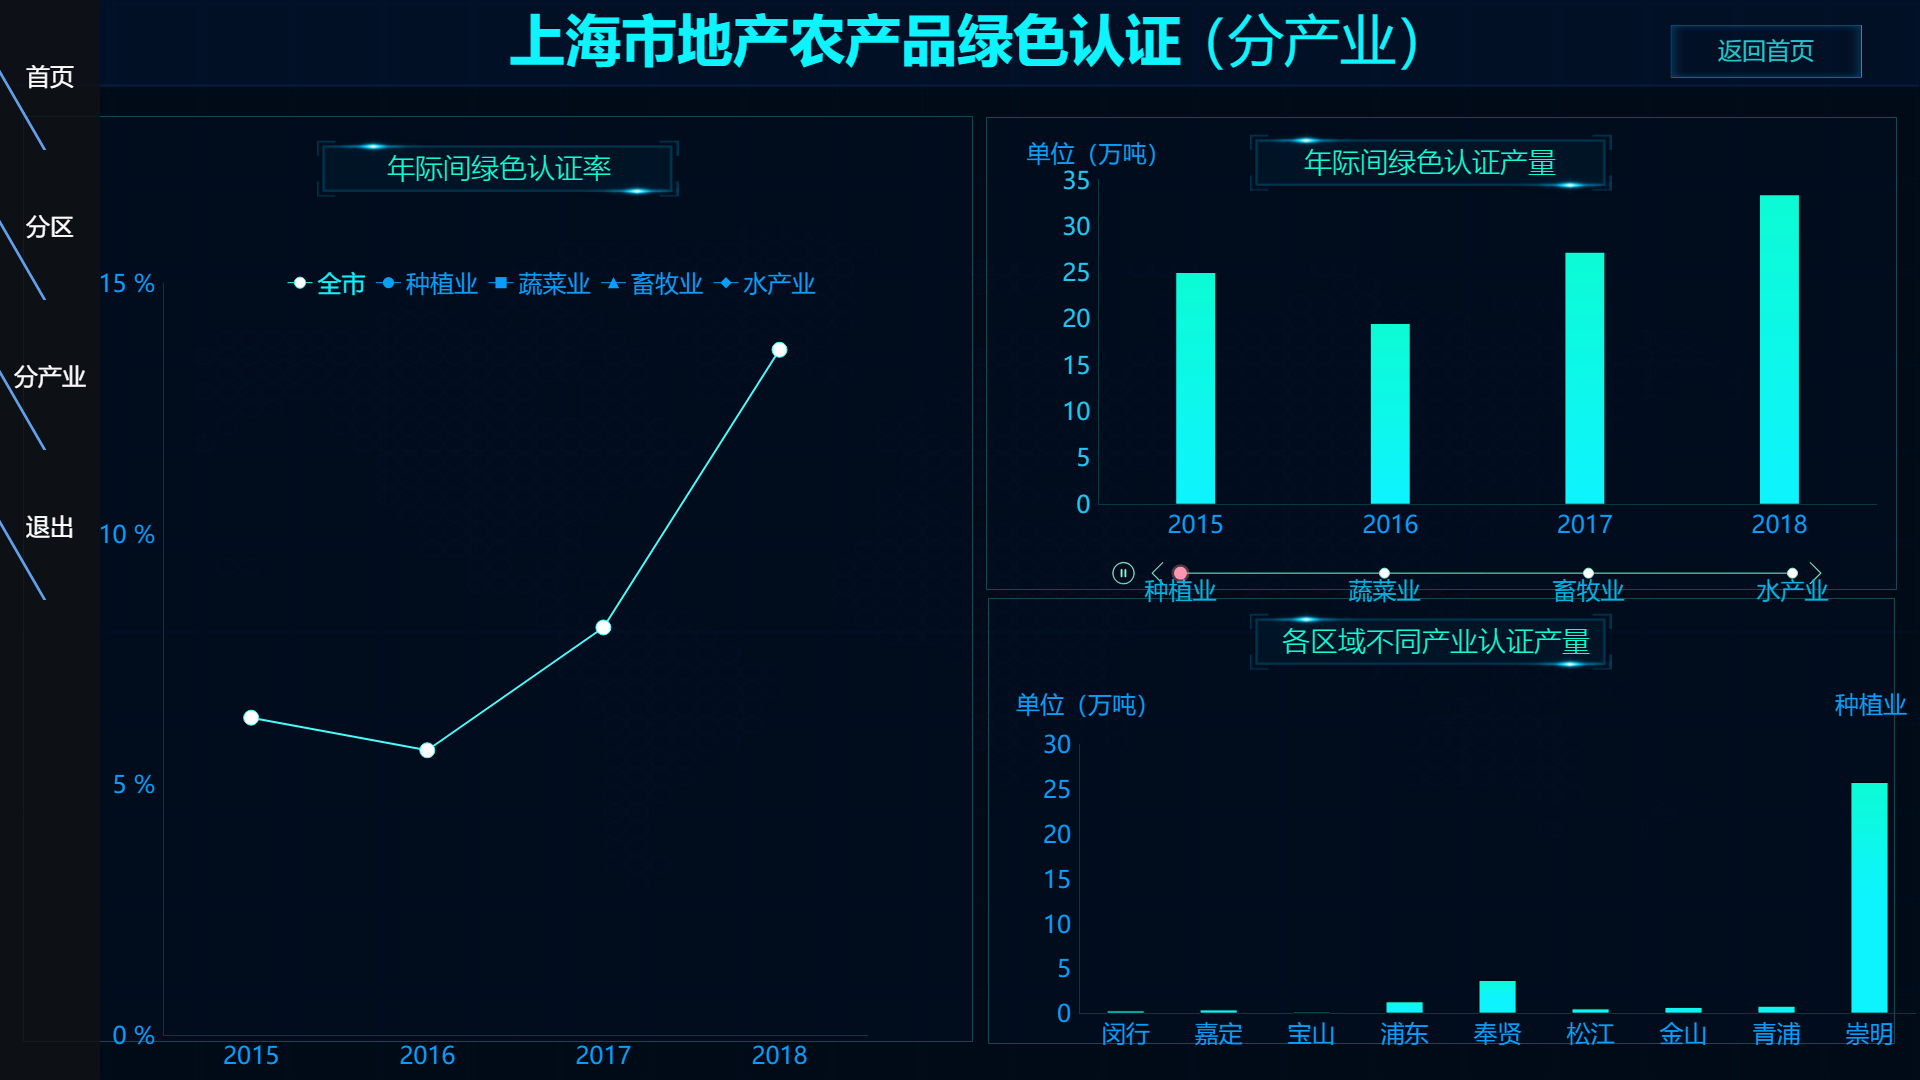 上海市地产农产品绿色认证（分产业）
返回首页
首页
分区
分产业
退出
年际间绿色认证率
全市 种植业 蔬菜业 畜牧业 水产业
15 %
10 %
5 %
0 %
2015 2016 2017 2018
年际间绿色认证产量
单位（万吨）
35
30
25
20
15
10
5
0
2015 2016 2017 2018
种植业 蔬菜业 畜牧业 水产业
各区域不同产业认证产量
单位（万吨）
种植业
30
25
20
15
10
5
0
闵行 嘉定 宝山 浦东 奉贤 松江 金山 青浦 崇明